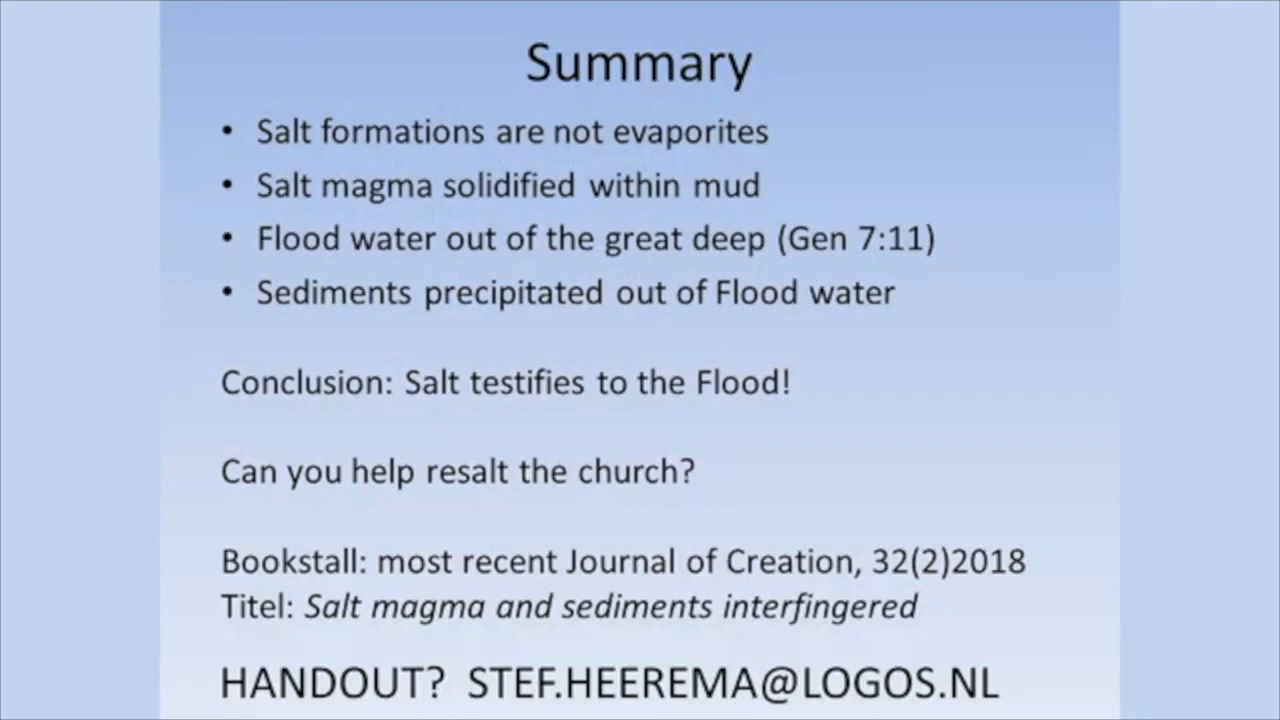 Summary
• Salt formations are not evaporites
• Salt magma solidified within mud
• Flood water out of the great deep (Gen 7:11)
• Sediments precipitated out of Flood water
Conclusion: Salt testifies to the Flood!
Can you help resalt the church?
Bookstall: most recent Journal of Creation, 32(2)2018
Titel: Salt magma and sediments interfingered
HANDOUT? STEF.HEEREMA@LOGOS.NL